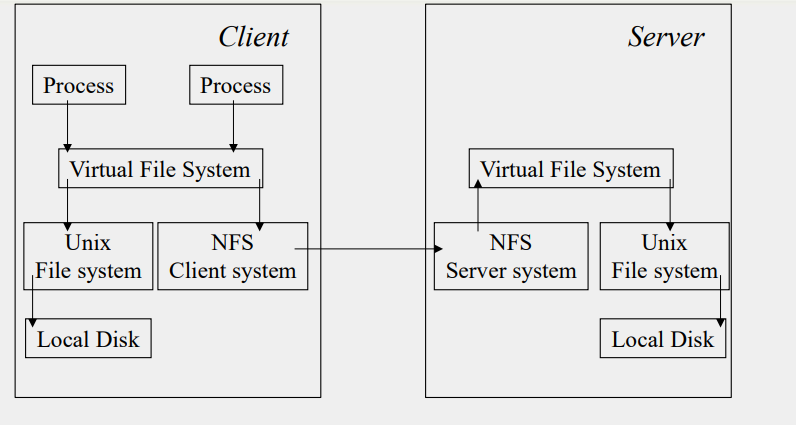 Client
Process
Process
Virtual File System
Unix
File system
NFS
Client system
Local Disk
Server
Virtual File System
NFS
Server system
Unix
File system
Local Disk